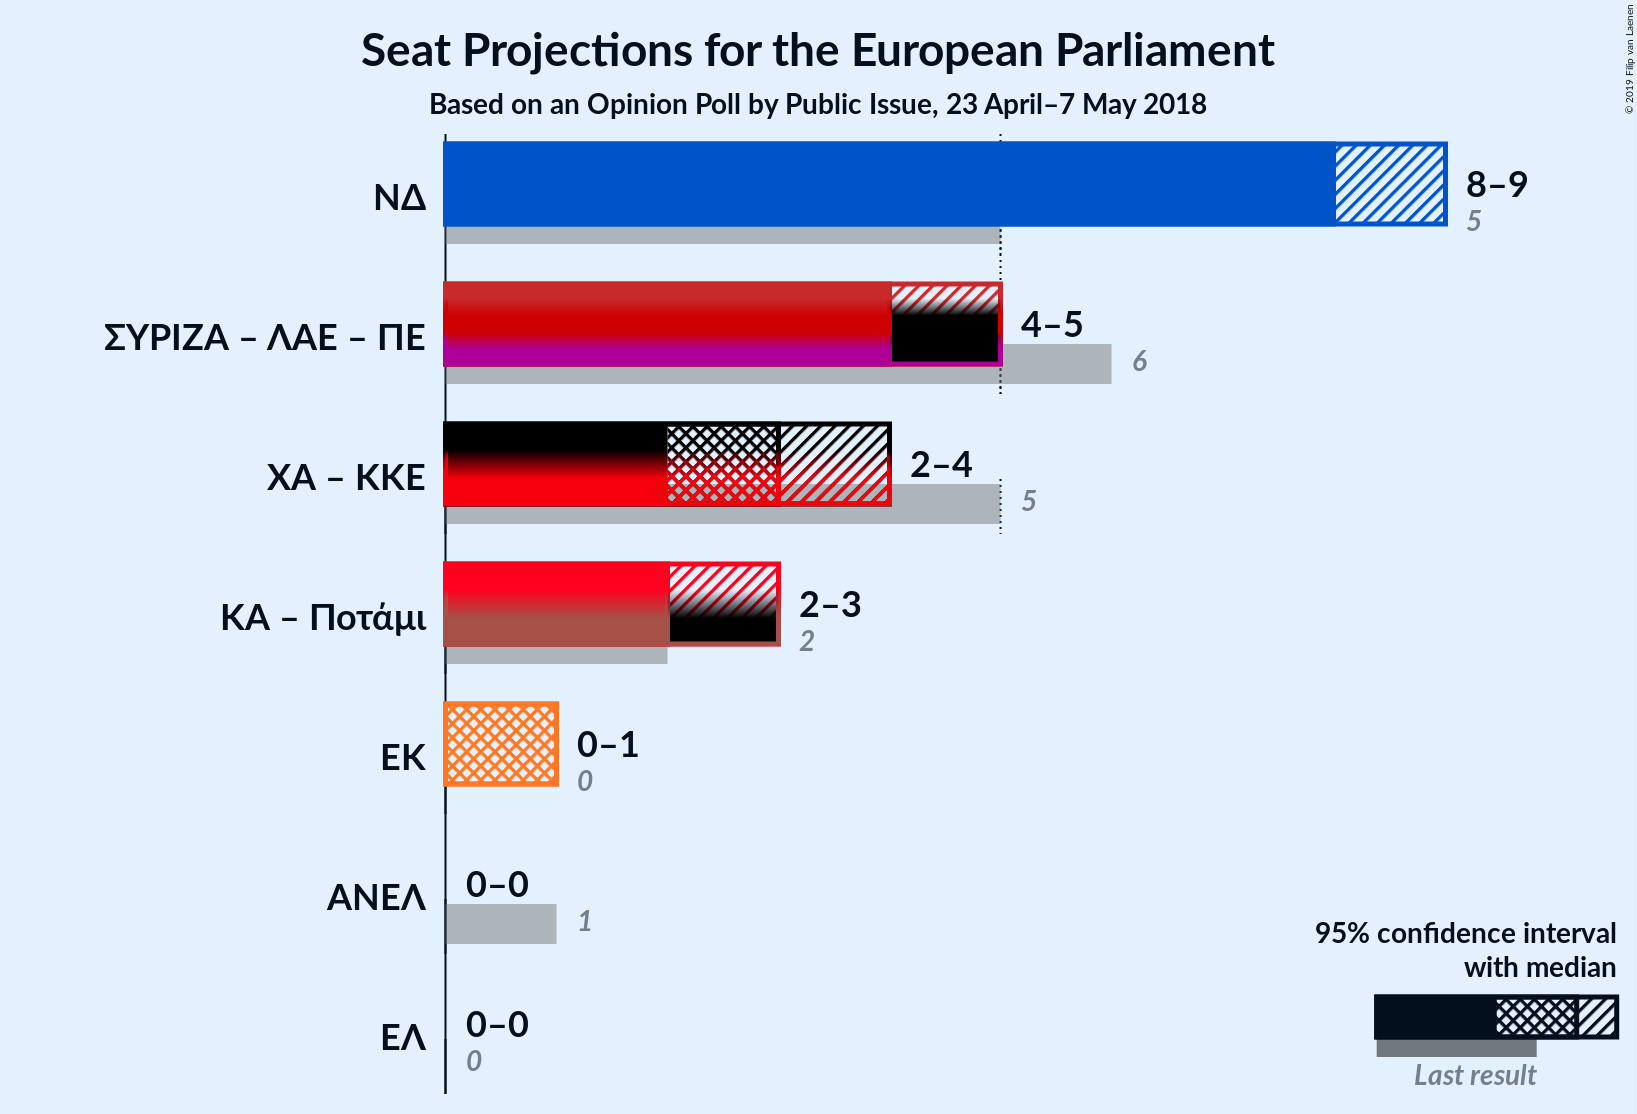 Seat Projections for the European Parliament
Based on an Opinion Poll by Public Issue, 23 April–7 May 2018
© 2019 Filip van Laenen
ΝΔ
8–9
5
ΣΥΡΙΖΑ – ΛΑΕ – ΠΕ
4–5
6
ΧΑ – ΚΚΕ
2–4
5
ΚΑ – Ποτάμι
2–3
2
ΕΚ
0–1
0
ΑΝΕΛ
0–0
1
ΕΛ
0–0
0
95% confidence interval
with median
Last result